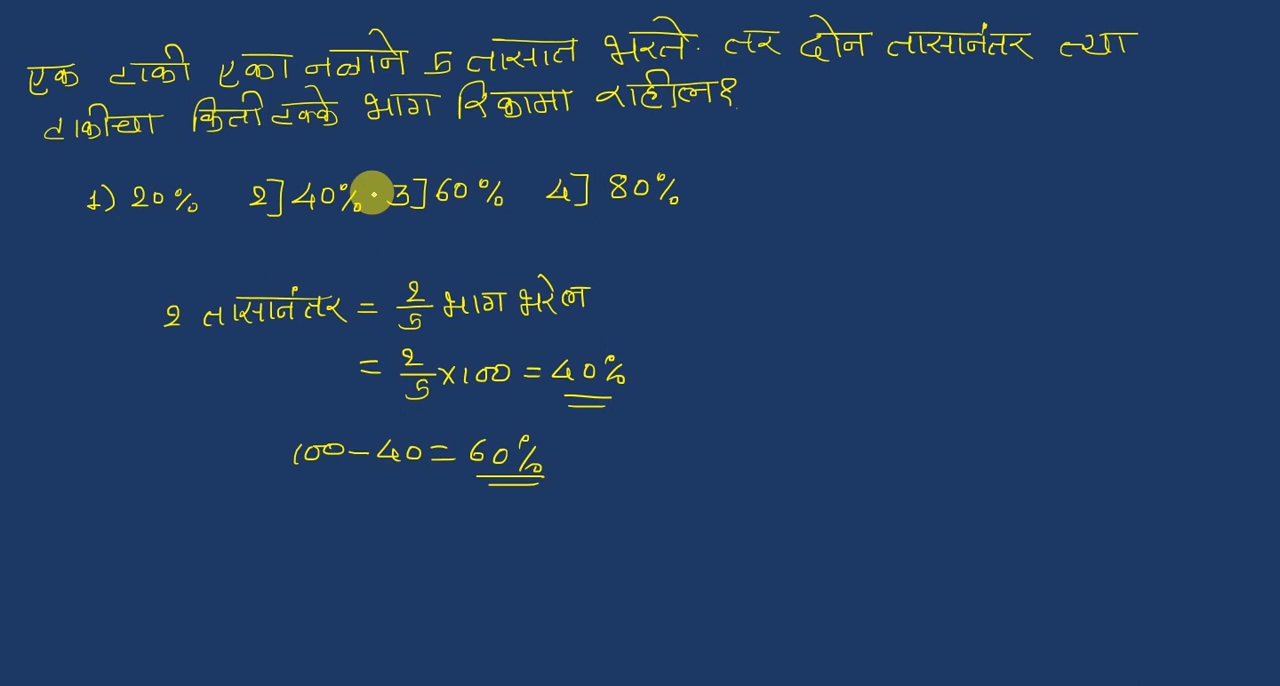 एक टाकी एका नळाने 5 तासात भरते. तर दोन तासानंतर त्या
टाकीचा किती टक्के भाग रिकामा राहील?
1) 20% 2] 40% 3] 60% 4] 80%
2 तासानंतर = 2/5 भाग भरेल
= 2/5 × 100 = 40%
100 - 40 = 60%